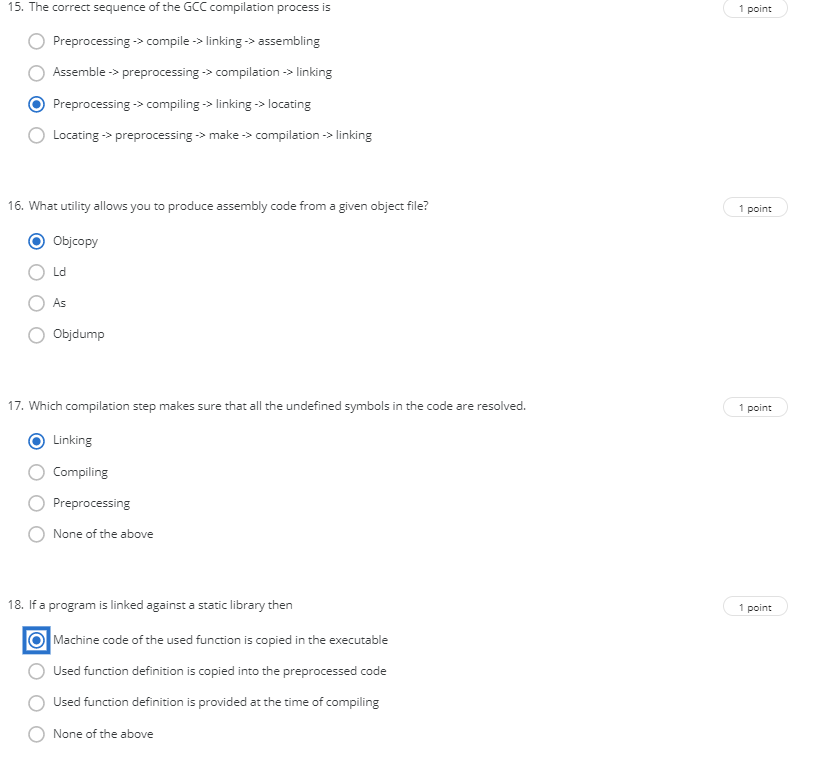 15. The correct sequence of the GCC compilation process is
1 point
Preprocessing -> compile -> linking -> assembling
Assemble -> preprocessing -> compilation -> linking
Preprocessing -> compiling -> linking -> locating
Locating -> preprocessing -> make -> compilation -> linking
16. What utility allows you to produce assembly code from a given object file?
1 point
Objcopy
Ld
As
Objdump
17. Which compilation step makes sure that all the undefined symbols in the code are resolved.
1 point
Linking
Compiling
Preprocessing
None of the above
18. If a program is linked against a static library then
1 point
Machine code of the used function is copied in the executable
Used function definition is copied into the preprocessed code
Used function definition is provided at the time of compiling
None of the above